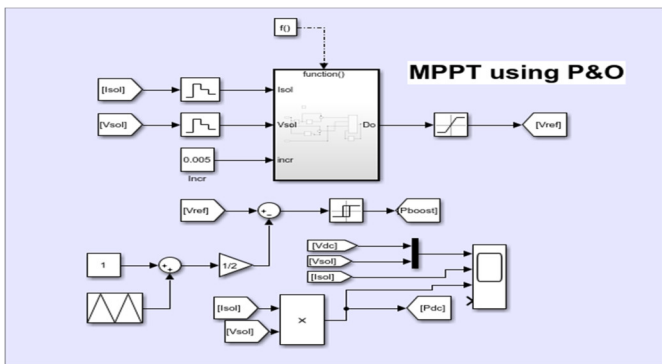 f()
function()
MPPT using P&O
[Isol]
Isol
[Vsol]
Vsol
Do
[Vref]
0.005
incr
Incr
[Vref]
[Pboost]
1
1/2
[Vdc]
[Vsol]
[Isol]
[Isol]
[Vsol]
×
[Pdc]